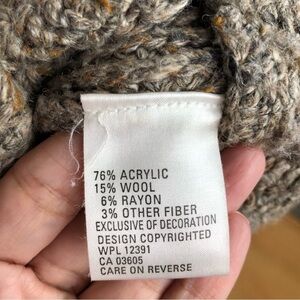 76% ACRYLIC
15% WOOL
6% RAYON
3% OTHER FIBER
EXCLUSIVE OF DECORATION
DESIGN COPYRIGHTED
WPL 12391
CA 03605
CARE ON REVERSE